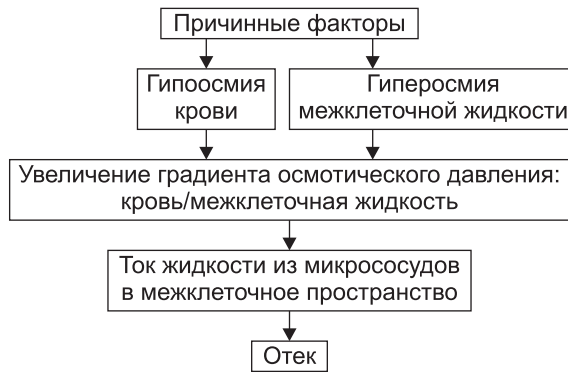 Причинные факторы
Гипоосмия
крови
Гиперосмия
межклеточной жидкости
Увеличение градиента осмотического давления:
кровь/межклеточная жидкость
Ток жидкости из микрососудов
в межклеточное пространство
Отек